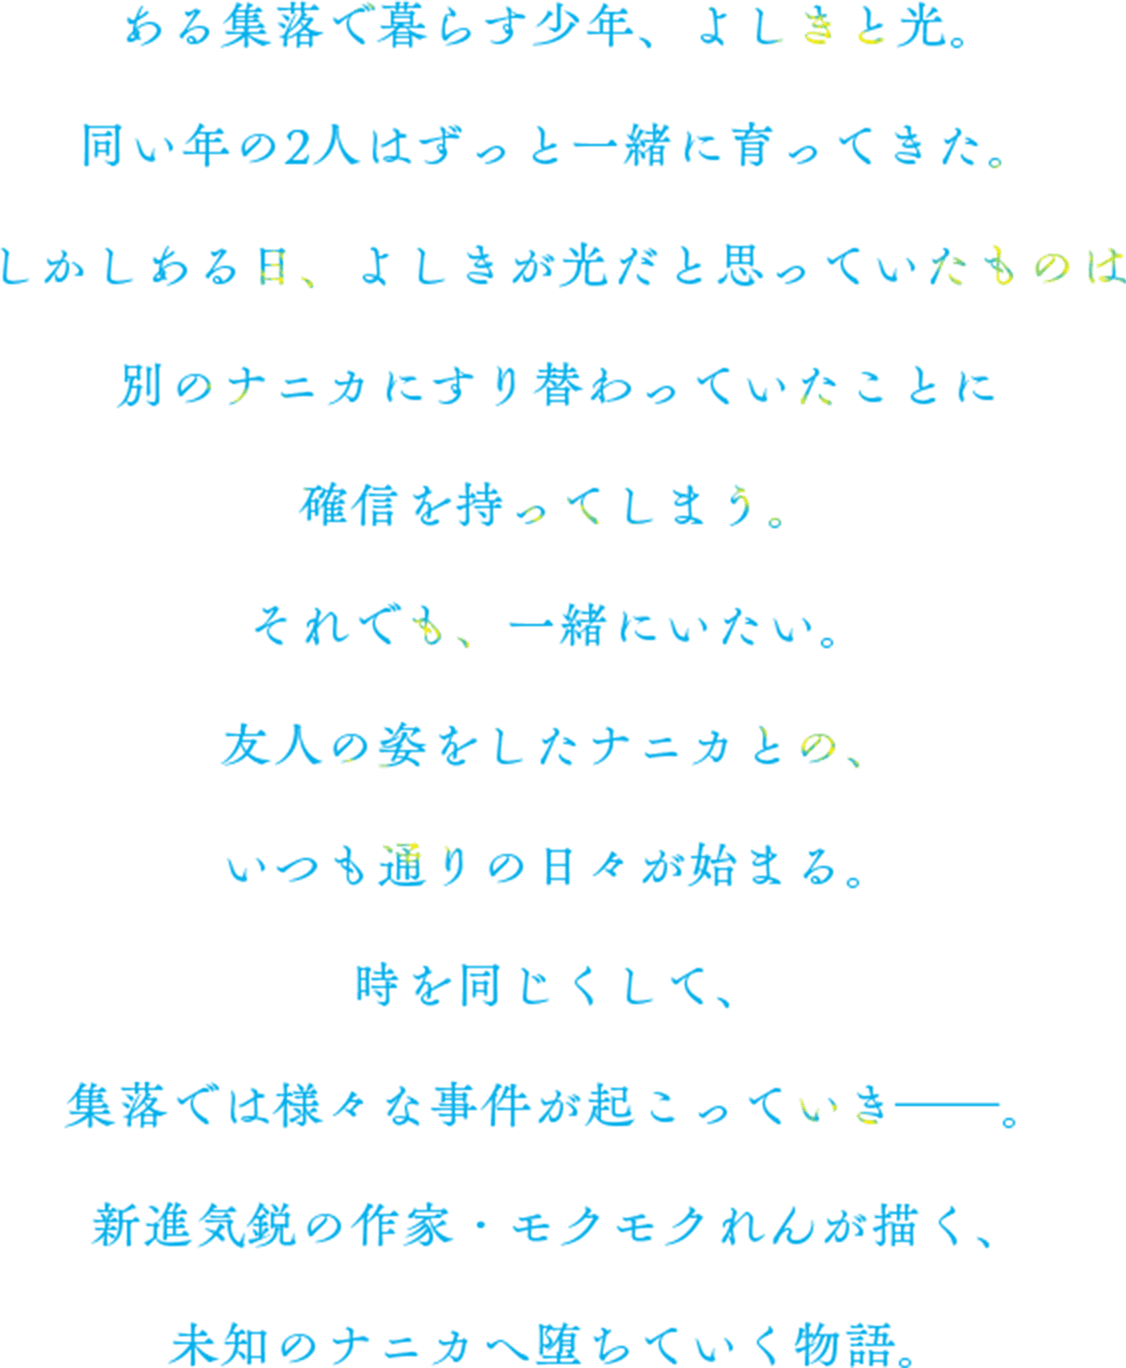 ある集落で暮らす少年、よしきと光。
同い年の2人はずっと一緒に育ってきた。
しかしある日、よしきが光だと思っていたものは
別のナニカにすり替わっていたことに
確信を持ってしまう。
それでも、一緒にいたい。
友人の姿をしたナニカとの、
いつも通りの日々が始まる。
時を同じくして、
集落では様々な事件が起こっていき──。
新進気鋭の作家・モクモクれんが描く、
未知のナニカへ堕ちていく物語。